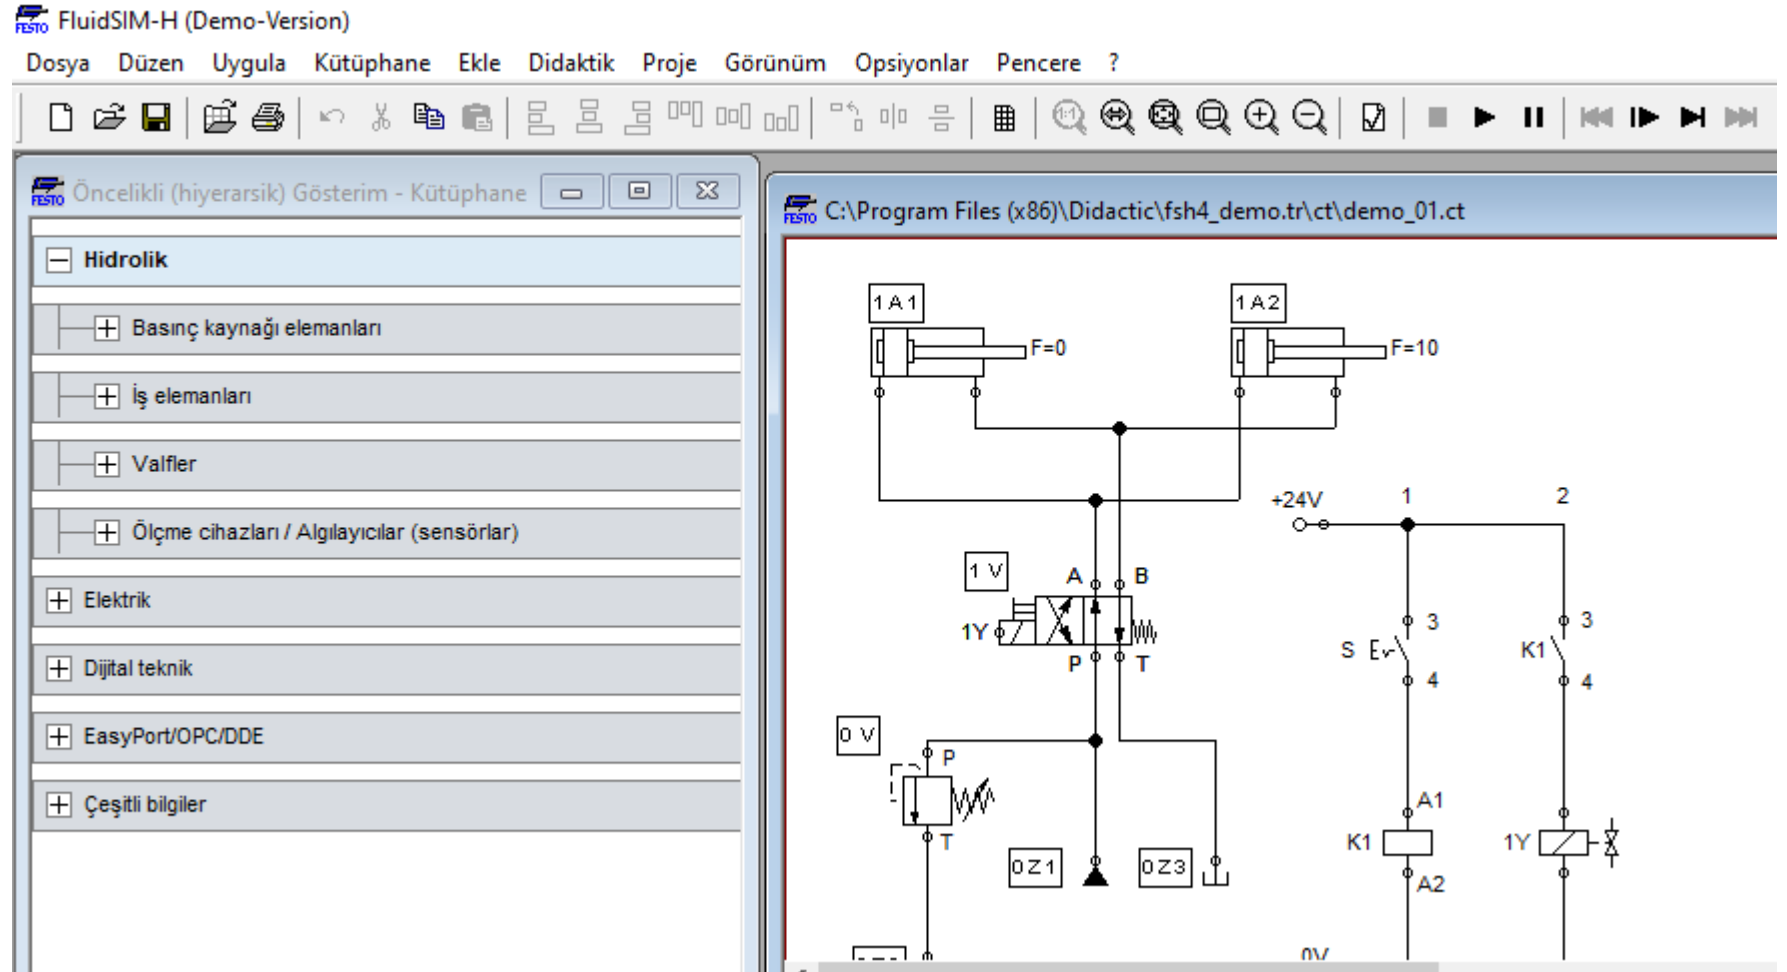 FluidSIM-H (Demo-Version)
Dosya Düzen Uygula Kütüphane Ekle Didaktik Proje Görünüm Opsiyonlar Pencere ?
Öncelikli (hiyerarsik) Gösterim - Kütüphane
C:\Program Files (x86)\Didactic\fsh4_demo.tr\ct\demo_01.ct
Hidrolik
Basınç kaynağı elemanları
İş elemanları
Valfler
Ölçme cihazları / Algılayıcılar (sensörlar)
Elektrik
Dijital teknik
EasyPort/OPC/DDE
Çeşitli bilgiler
1A1
1A2
F=0
F=10
+24V 1 2
1 V
A B
1Y
P T
3 3
S K1
4 4
0 V
P
T
0Z1
0Z3
A1
K1
A2
1Y
0V